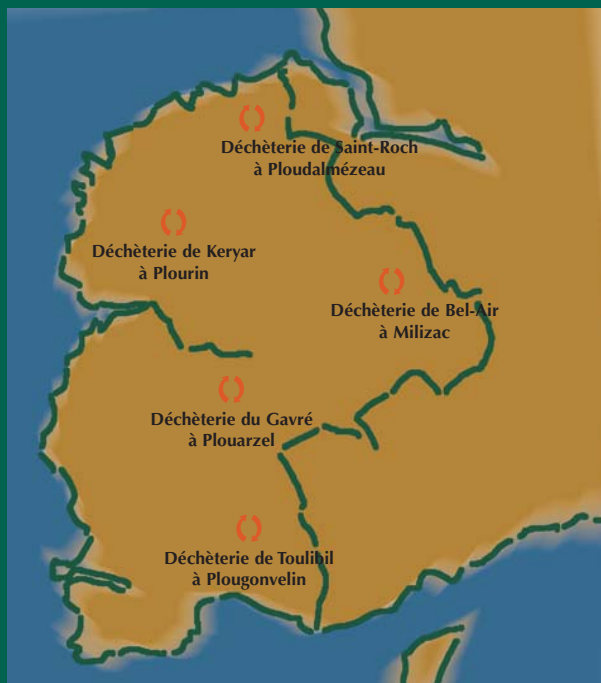 Déchèterie de Saint-Roch
à Ploudalmézeau
Déchèterie de Keryar
à Plourin
Déchèterie de Bel-Air
à Milizac
Déchèterie du Gavré
à Plouarzel
Déchèterie de Toulibil
à Plougonvelin